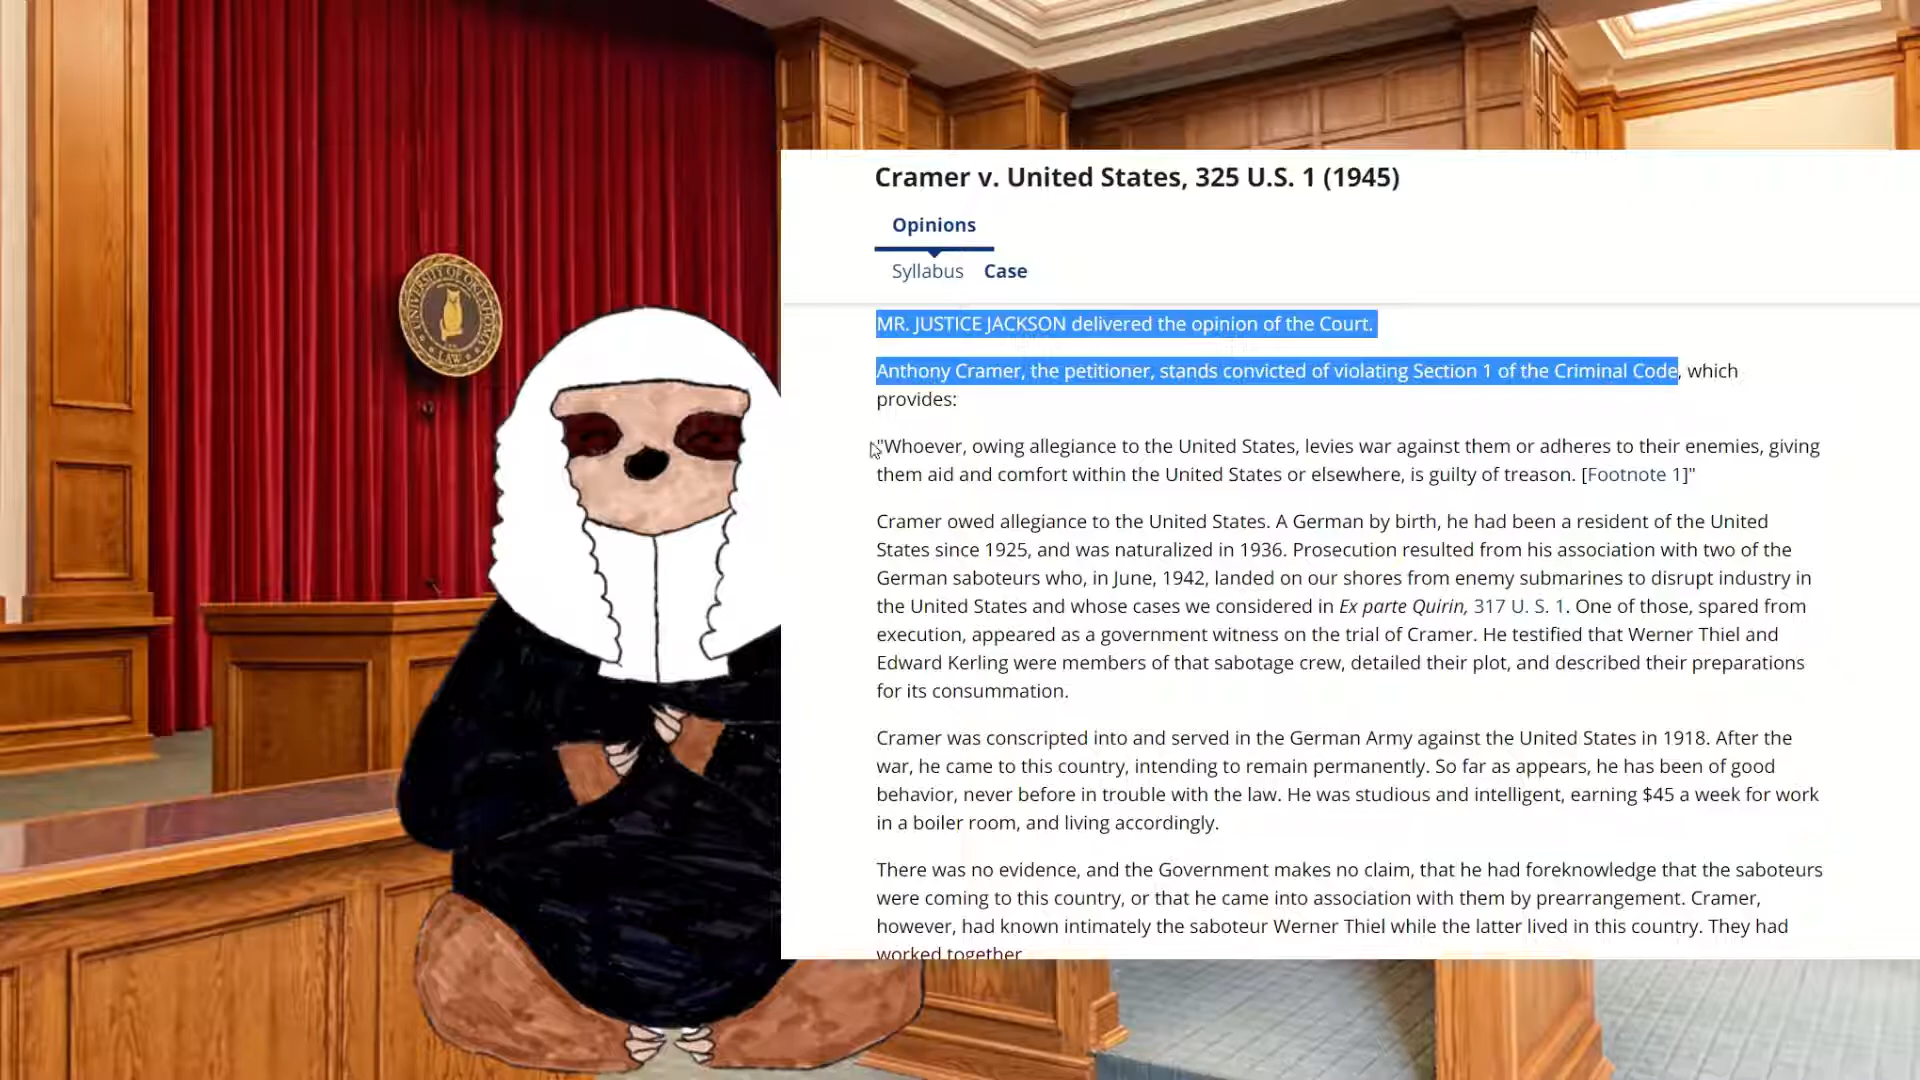 UNIVERSITY OF OKLAHOMA
LAW
Cramer v. United States, 325 U.S. 1 (1945)
Opinions
Syllabus Case
MR. JUSTICE JACKSON delivered the opinion of the Court.
Anthony Cramer, the petitioner, stands convicted of violating Section 1 of the Criminal Code, which
provides:
"Whoever, owing allegiance to the United States, levies war against them or adheres to their enemies, giving
them aid and comfort within the United States or elsewhere, is guilty of treason. [Footnote 1]"
Cramer owed allegiance to the United States. A German by birth, he had been a resident of the United
States since 1925, and was naturalized in 1936. Prosecution resulted from his association with two of the
German saboteurs who, in June, 1942, landed on our shores from enemy submarines to disrupt industry in
the United States and whose cases we considered in Ex parte Quirin, 317 U. S. 1. One of those, spared from
execution, appeared as a government witness on the trial of Cramer. He testified that Werner Thiel and
Edward Kerling were members of that sabotage crew, detailed their plot, and described their preparations
for its consummation.
Cramer was conscripted into and served in the German Army against the United States in 1918. After the
war, he came to this country, intending to remain permanently. So far as appears, he has been of good
behavior, never before in trouble with the law. He was studious and intelligent, earning $45 a week for work
in a boiler room, and living accordingly.
There was no evidence, and the Government makes no claim, that he had foreknowledge that the saboteurs
were coming to this country, or that he came into association with them by prearrangement. Cramer,
however, had known intimately the saboteur Werner Thiel while the latter lived in this country. They had
worked together